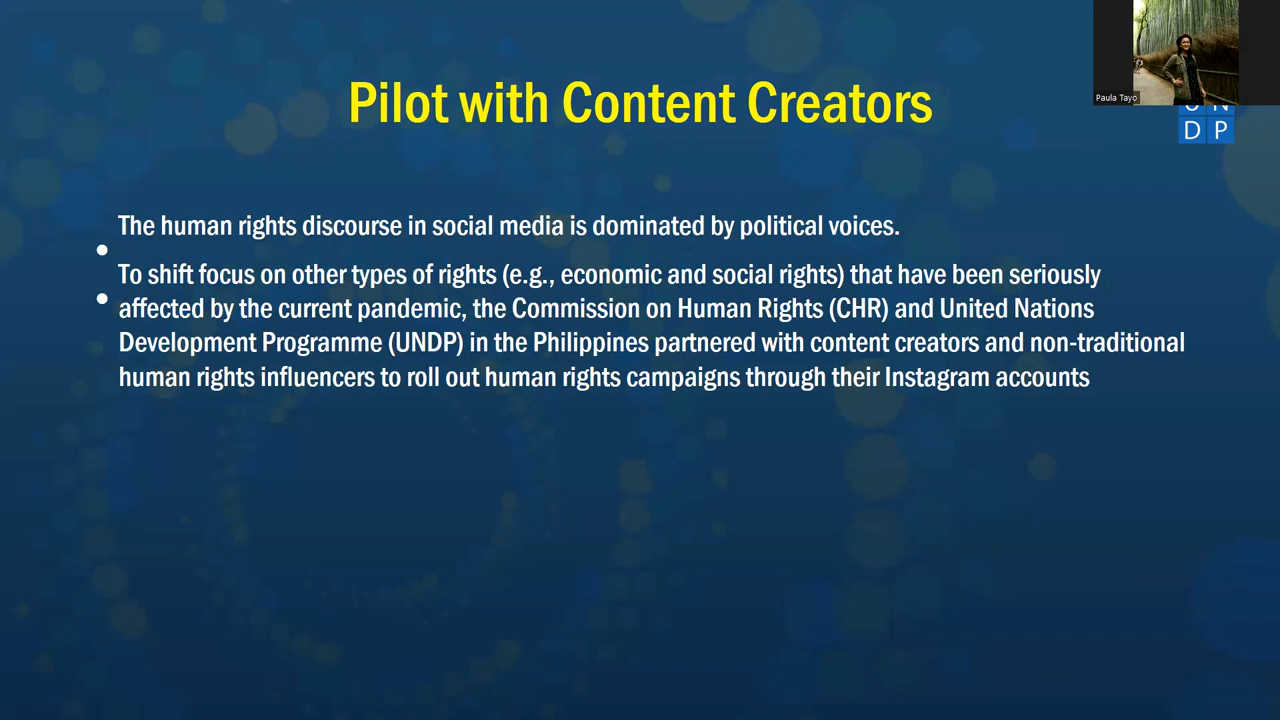 Paula Tayo
Pilot with Content Creators
D P
The human rights discourse in social media is dominated by political voices.
To shift focus on other types of rights (e.g., economic and social rights) that have been seriously
affected by the current pandemic, the Commission on Human Rights (CHR) and United Nations
Development Programme (UNDP) in the Philippines partnered with content creators and non-traditional
human rights influencers to roll out human rights campaigns through their Instagram accounts